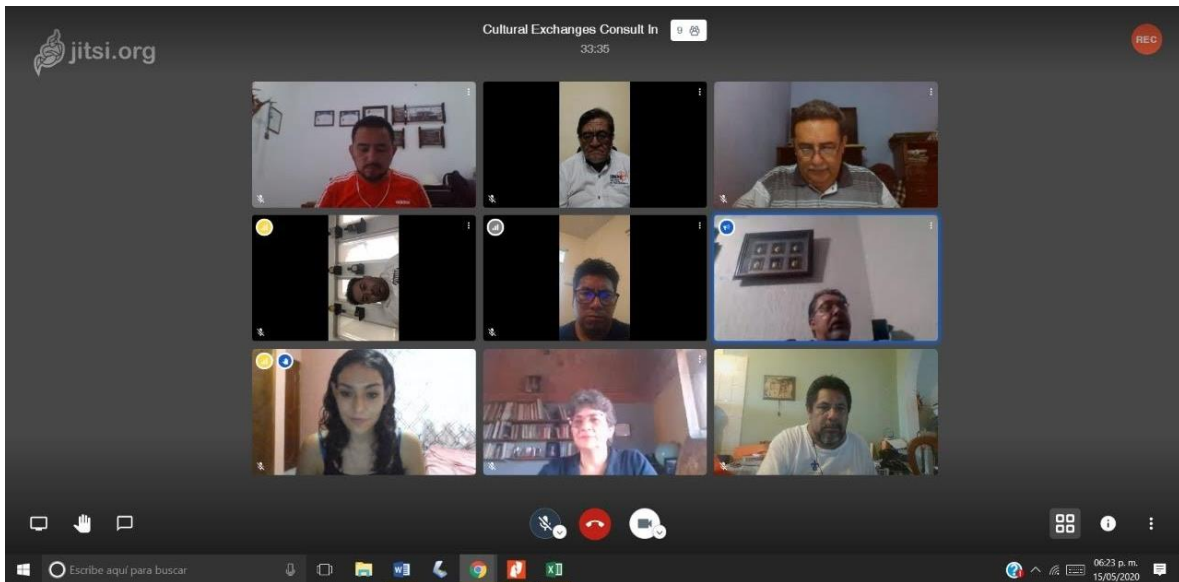 jitsi.org
Cultural Exchanges Consult In
9
33:35
REC
Escribe aquí para buscar
06:23 p. m.
15/05/2020